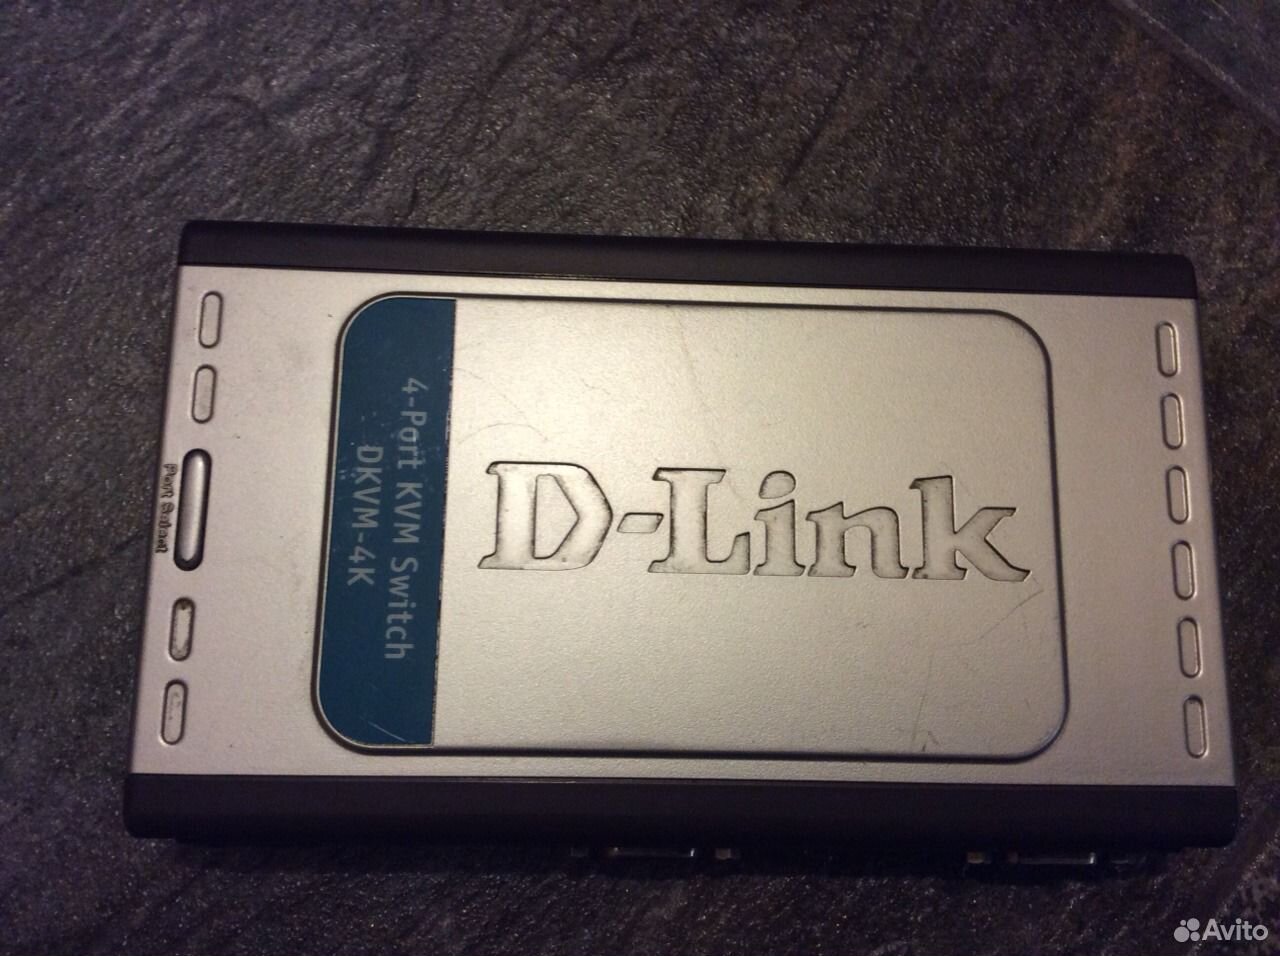 D-Link
4-Port KVM Switch
DKVM-4K
Port Select
Avito